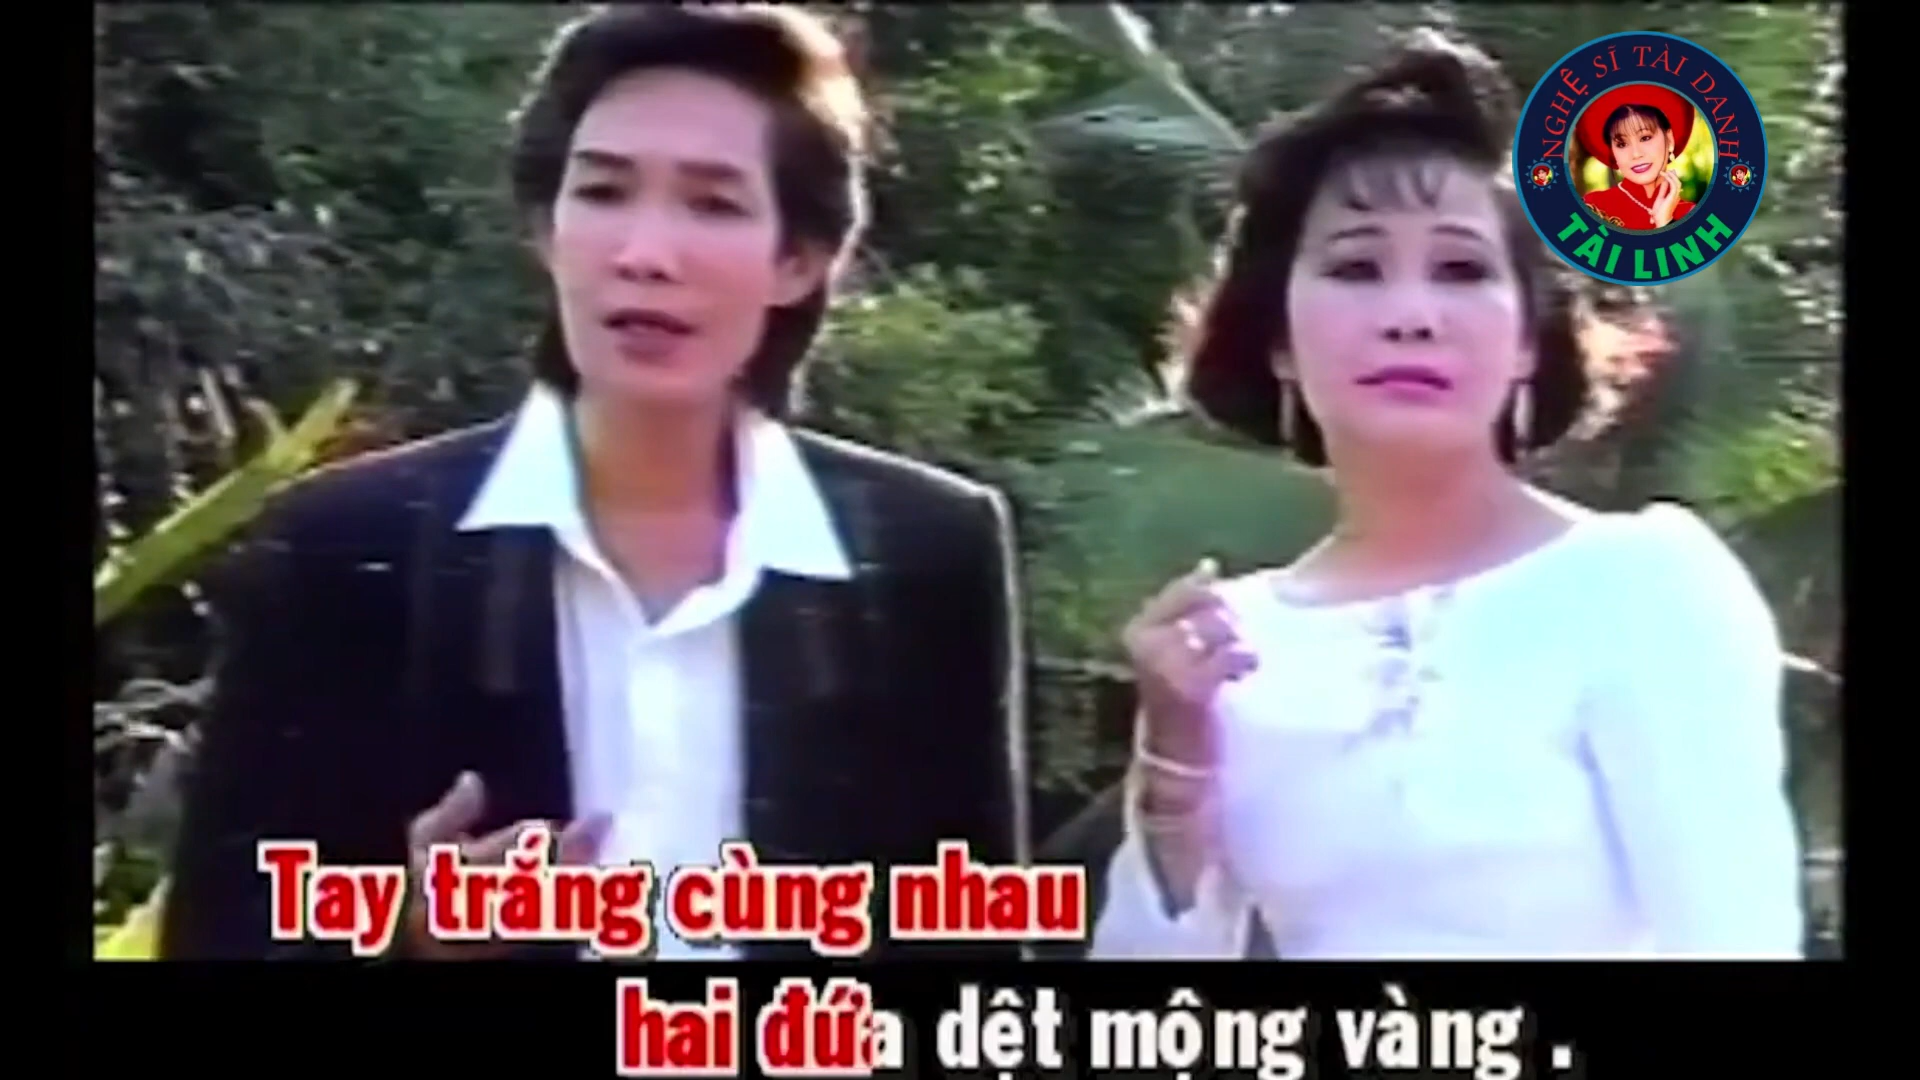 NGHỆ SĨ TÀI DANH
TÀI LINH
Tay trắng cùng nhau
hai đứa dệt mộng vàng .